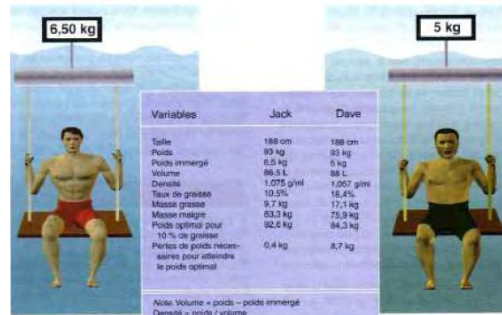 6,50 kg
5 kg
Variables Jack Dave
Taille 188 cm 188 cm
Poids 93 kg 93 kg
Poids immergé 6,5 kg 5 kg
Volume 86,5 L 88 L
Densité 1,075 g/ml 1,057 g/ml
Taux de graisse 10,5% 18,4%
Masse grasse 9,7 kg 17,1 kg
Masse maigre 83,3 kg 75,9 kg
Poids optimal pour 92,6 kg 84,3 kg
10 % de graisse
Pertes de poids néces- 0,4 kg 8,7 kg
saires pour atteindre
le poids optimal
Note. Volume = poids – poids immergé
Densité = poids / volume